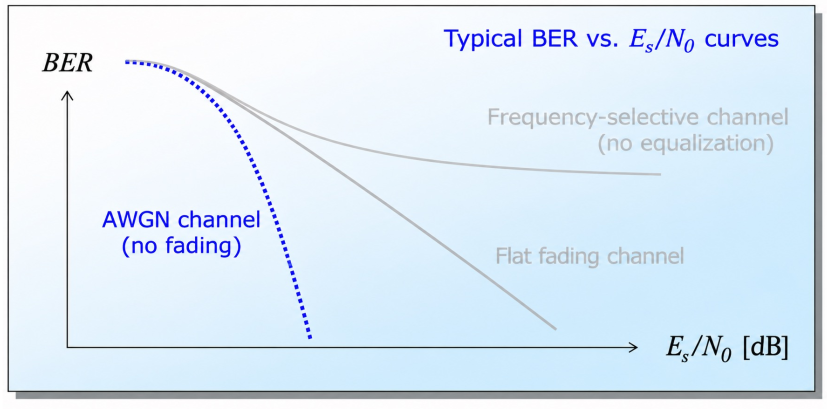 Typical BER vs. Es/N0 curves
BER
Frequency-selective channel
(no equalization)
AWGN channel
(no fading)
Flat fading channel
Es/N0 [dB]